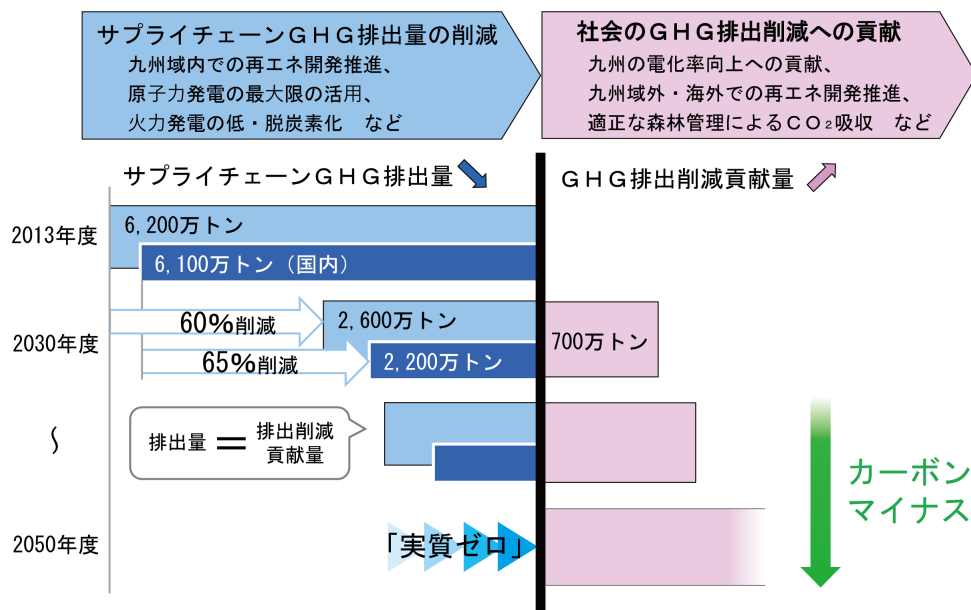 サプライチェーンGHG排出量の削減
九州域内での再エネ開発推進、
原子力発電の最大限の活用、
火力発電の低・脱炭素化　など
社会のGHG排出削減への貢献
九州の電化率向上への貢献、
九州域外・海外での再エネ開発推進、
適正な森林管理によるCO₂吸収　など
サプライチェーンGHG排出量
GHG排出削減貢献量
2013年度
6,200万トン
6,100万トン（国内）
2030年度
60%削減
2,600万トン
65%削減
2,200万トン
700万トン
～
排出量 ＝ 排出削減
貢献量
カーボン
マイナス
2050年度
「実質ゼロ」